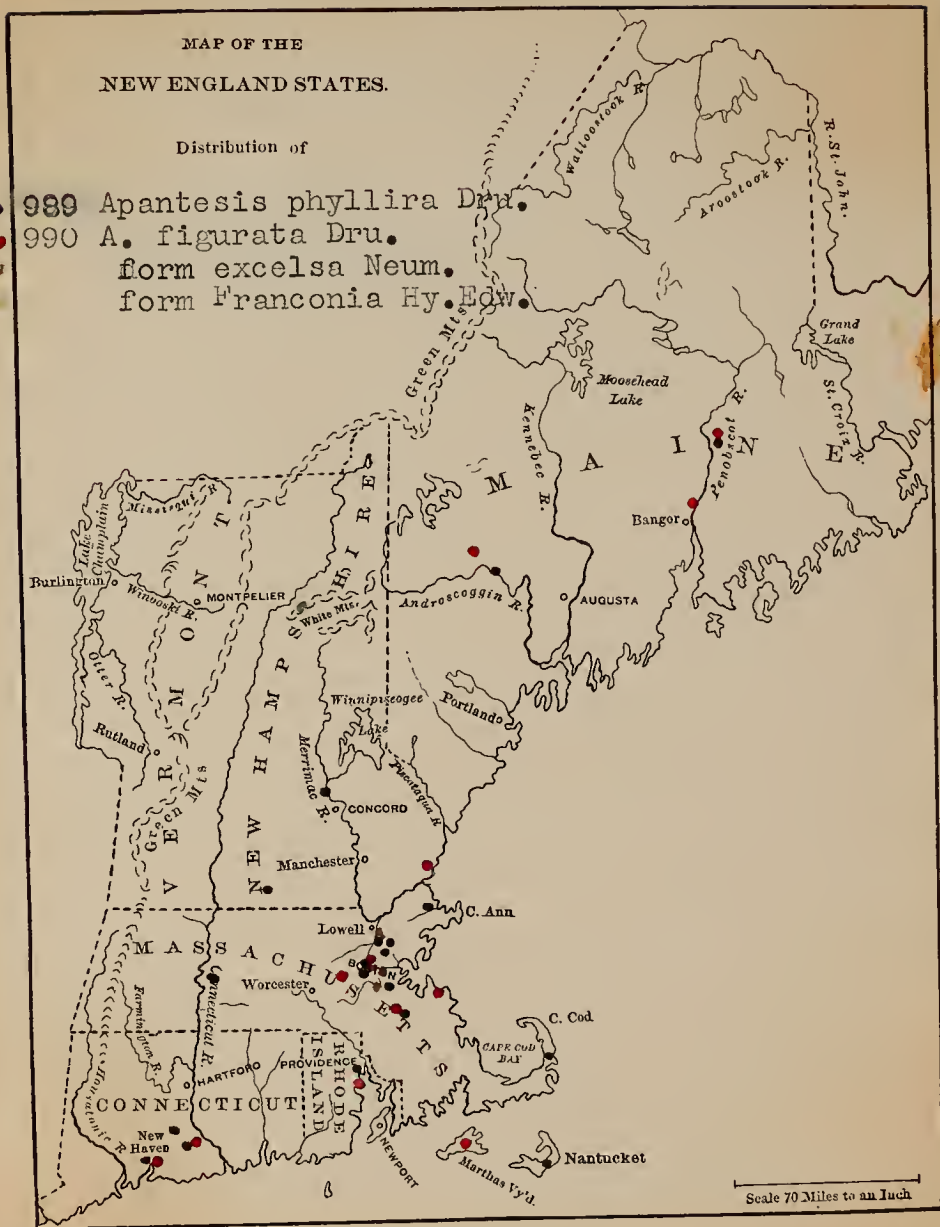 MAP OF THE
NEW ENGLAND STATES.
Distribution of
989 Apantesis phyllira Dru.
990 A. figurata Dru.
form excelsa Neum.
form Franconia Hy.Edw.
Walloostook R.
Aroostook R.
R. St. John.
Green Mts
Grand
Lake
Moosehead
Lake
St. Croix R.
Kennebec R.
Penobscot R.
MAINE
Bangor
Missisqui R
Lake
Champlain
Burlington
Winooski R.
MONTPELIER
White Mts.
Androscoggin R.
AUGUSTA
Otter R.
VERMONT
NEW HAMPSHIRE
Winnipiseogee
Lake
Portland
Rutland
Green Mts
Merrimac R.
Piscataqua R
CONCORD
Manchester
C. Ann
Lowell
MASSACHUSETTS
Worcester
Connecticut R.
Farmington R.
C. Cod
CAPE COD
BAY
PROVIDENCE
HARTFORD
RHODE
ISLAND
CONNECTICUT
Housatonic R
New
Haven
NEWPORT
Marthas Vy'd.
Nantucket
Scale 70 Miles to an Inch